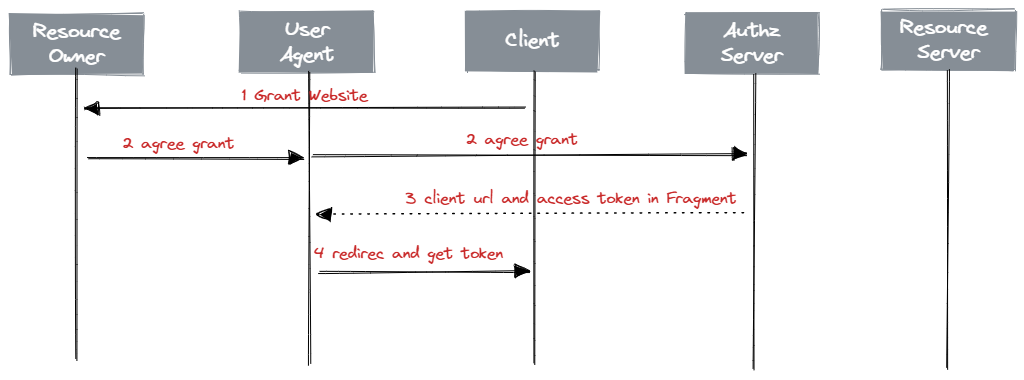 Resource
Owner
User
Agent
Client
Authz
Server
Resource
Server
1 Grant Website
2 agree grant
2 agree grant
3 client url and access token in Fragment
4 redirec and get token